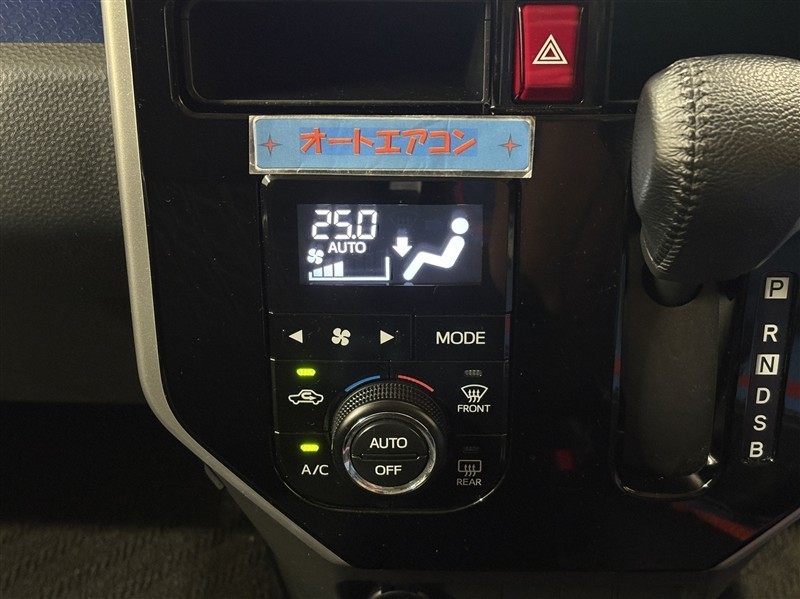 オートエアコン
25.0
AUTO
MODE
FRONT
AUTO
OFF
A/C
REAR
P
R
N
D
S
B